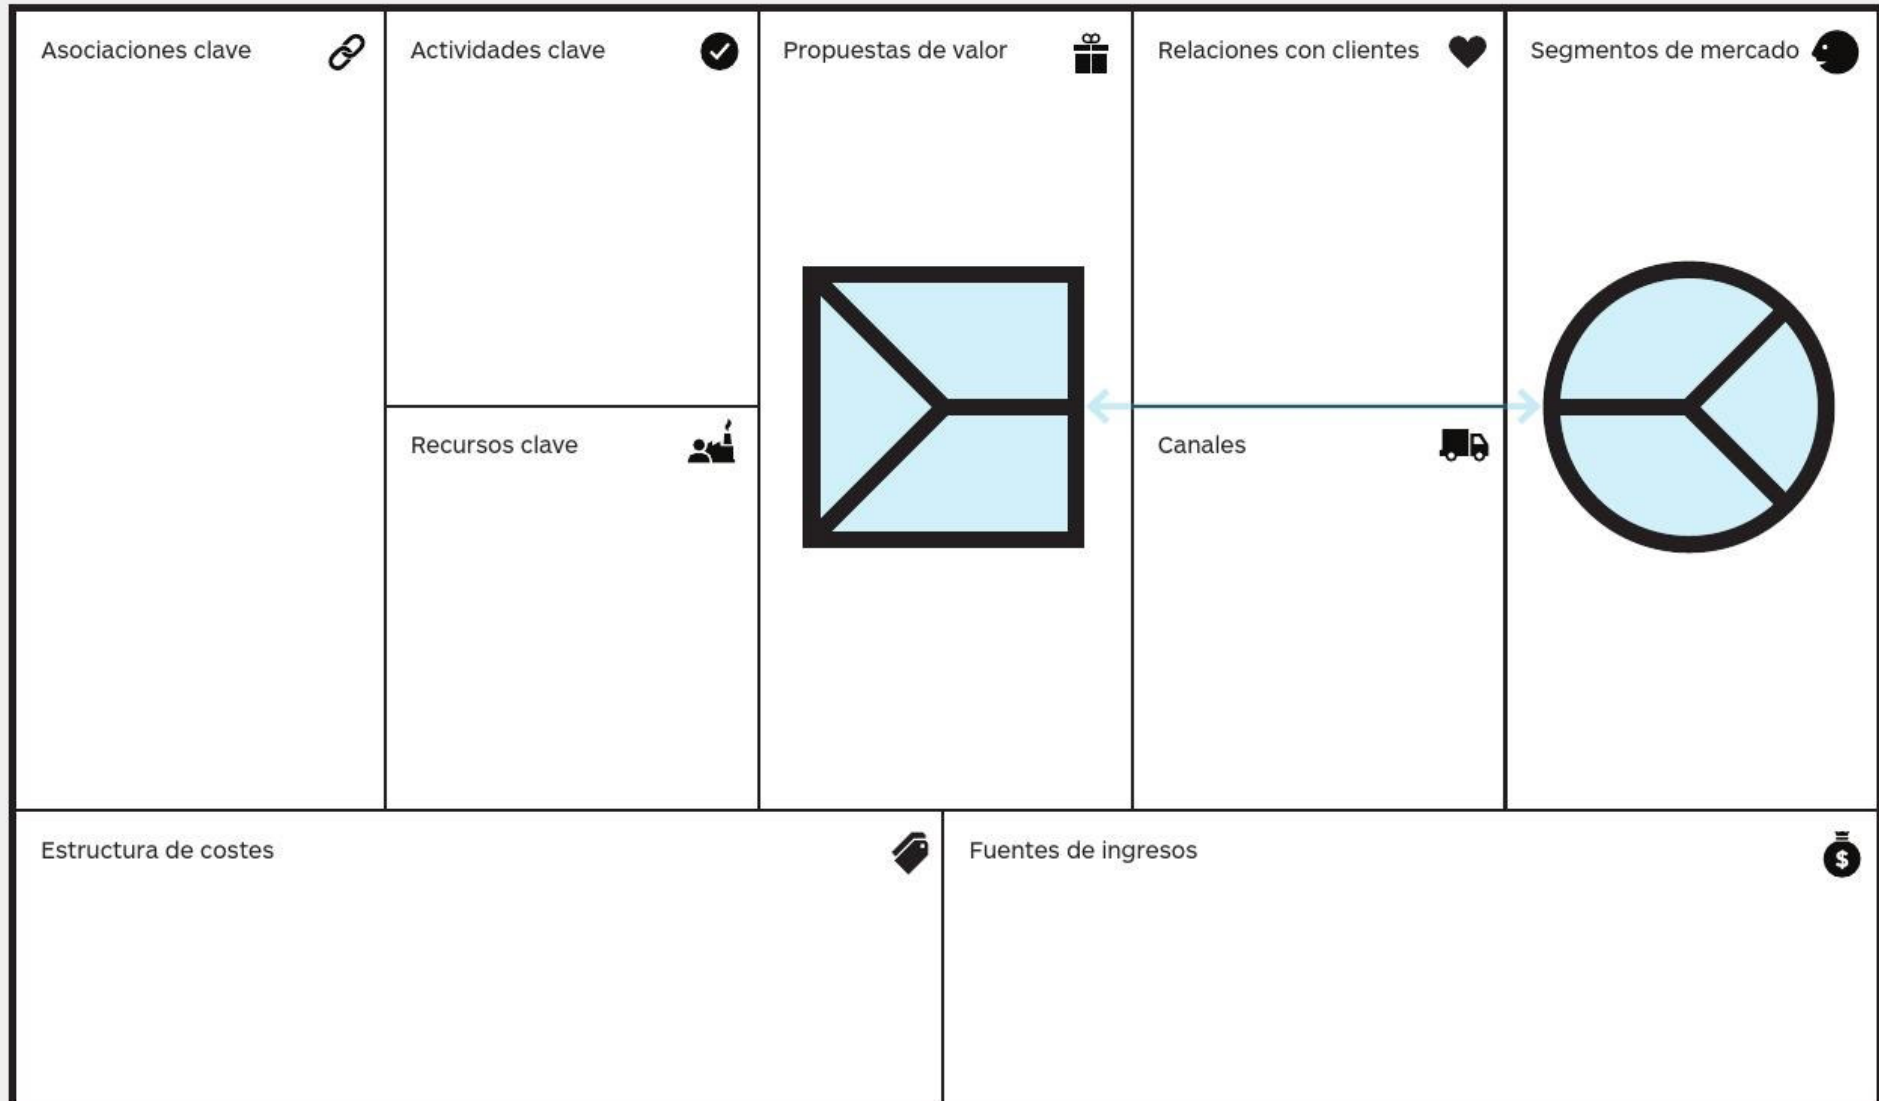 Asociaciones clave
Actividades clave
Propuestas de valor
Relaciones con clientes
Segmentos de mercado
Recursos clave
Canales
Estructura de costes
Fuentes de ingresos
$